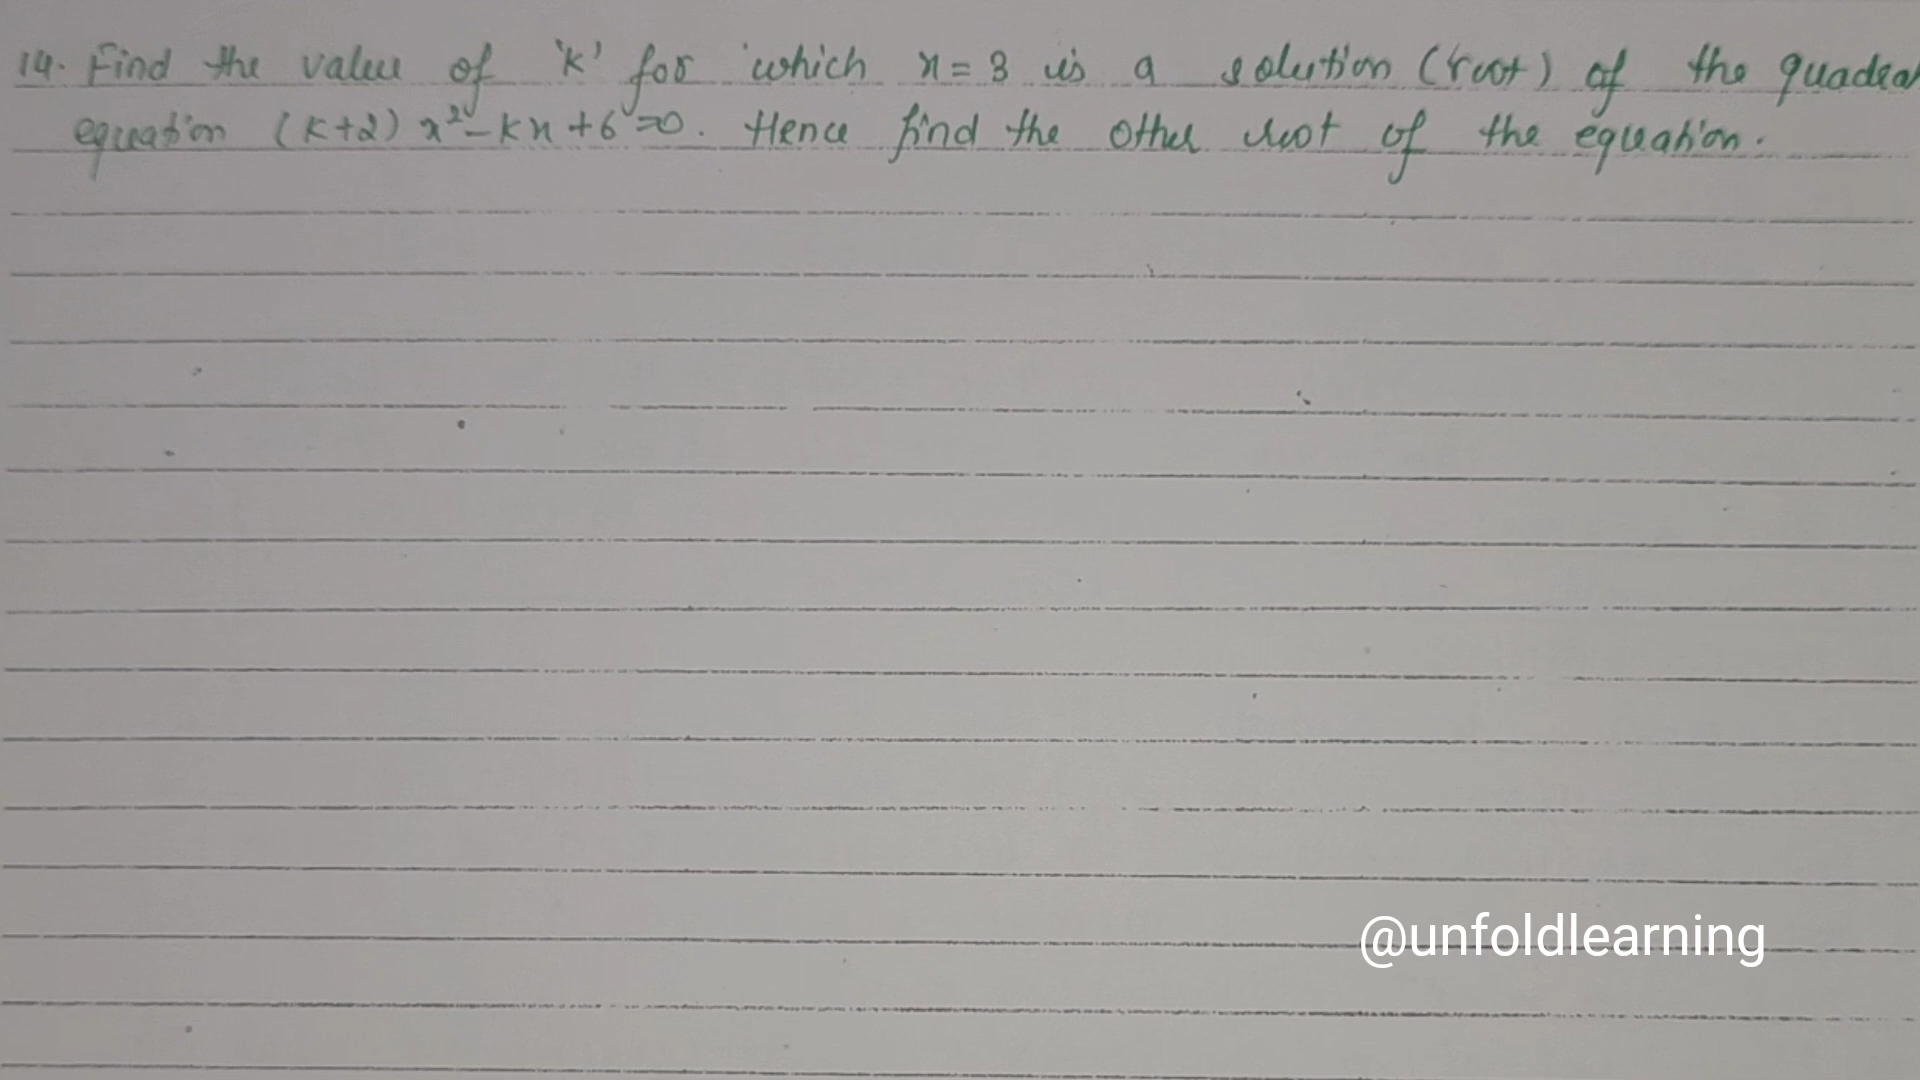 14. Find the value of 'k' for which x = 3 is a solution (root) of the quadrat
equation (k+2) x² - kx + 6 = 0. Hence find the other root of the equation.
@unfoldlearning